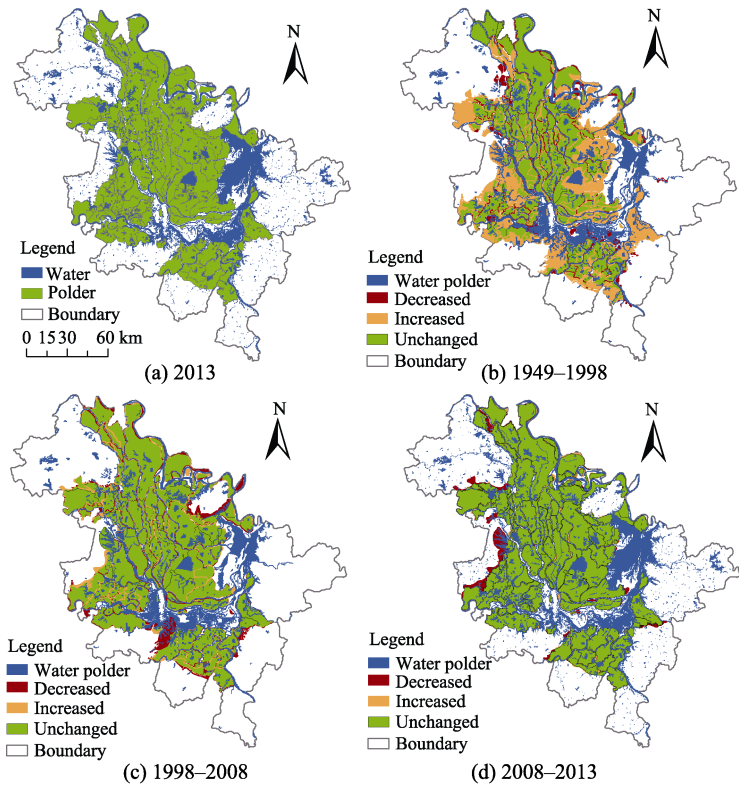 N
Legend
Water
Polder
Boundary
0 15 30 60 km
(a) 2013
N
Legend
Water polder
Decreased
Increased
Unchanged
Boundary
(b) 1949–1998
N
Legend
Water polder
Decreased
Increased
Unchanged
Boundary
(c) 1998–2008
N
Legend
Water polder
Decreased
Increased
Unchanged
Boundary
(d) 2008–2013